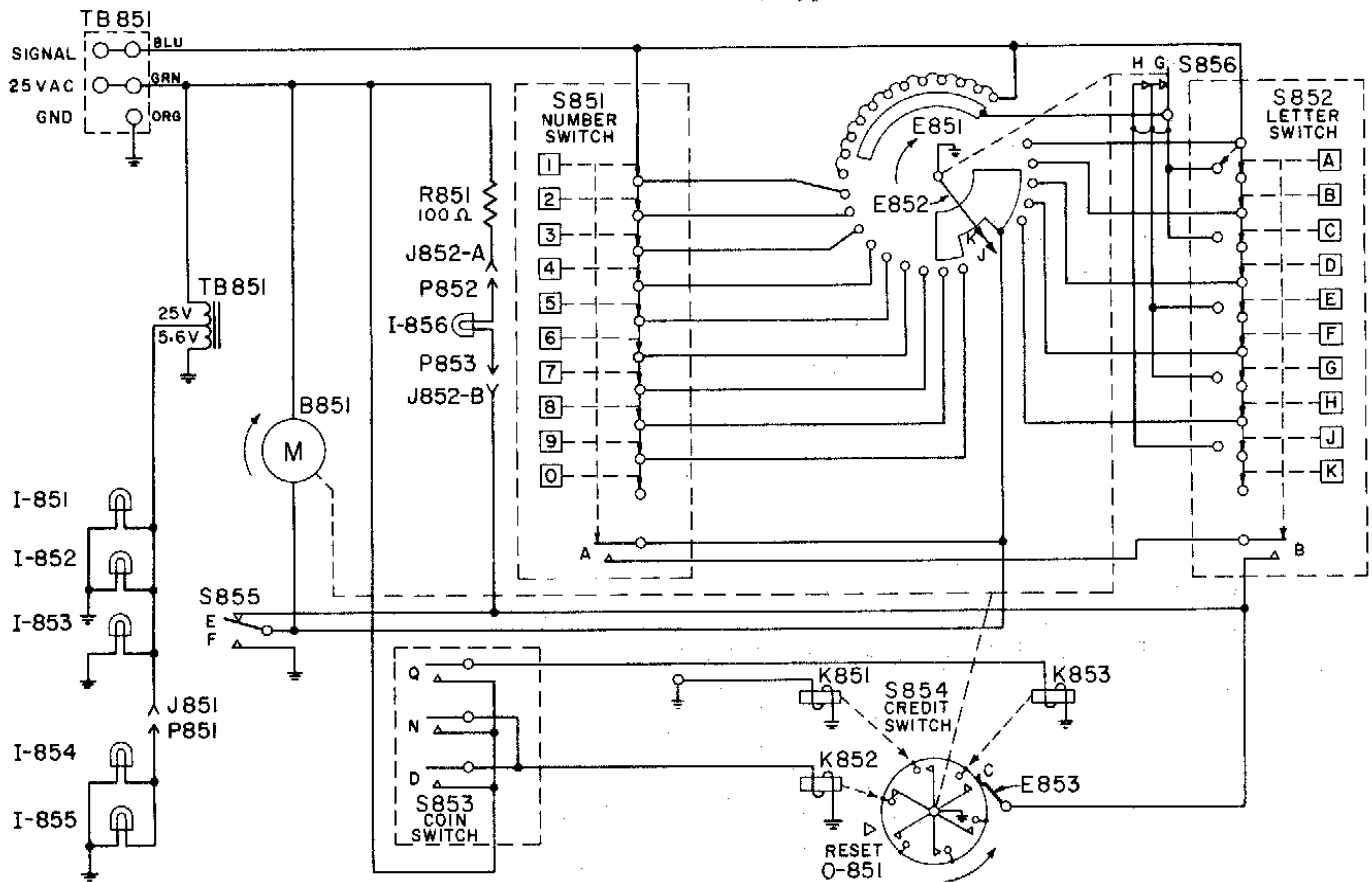 TB851
SIGNAL
BLU
25VAC
GRN
GND
ORG
S851
NUMBER
SWITCH
1
2
3
4
5
6
7
8
9
0
A
E851
E852
K
J
H G
S856
S852
LETTER
SWITCH
A
B
C
D
E
F
G
H
J
K
B
R851
100 Ω
J852-A
P852
I-856
P853
J852-B
TB851
25V
5.6V
B851
M
I-851
I-852
I-853
J851
P851
I-854
I-855
S855
E
F
Q
N
D
S853
COIN
SWITCH
K851
K852
S854
CREDIT
SWITCH
K853
C
E853
RESET
O-851